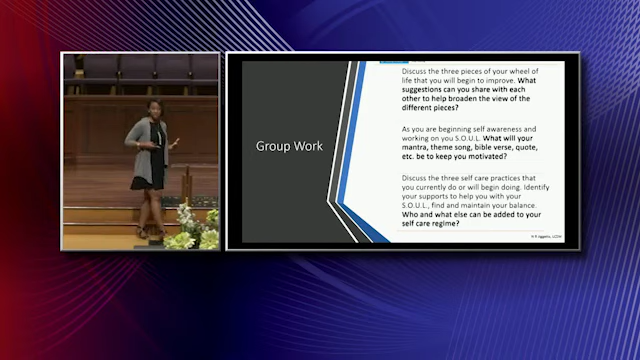 Group Work
Discuss the three pieces of your wheel of
life that you will begin to improve. What
suggestions can you share with each
other to help broaden the view of the
different pieces?
As you are beginning self awareness and
working on you S.O.U.L. What will your
mantra, theme song, bible verse, quote,
etc. be to keep you motivated?
Discuss the three self care practices that
you currently do or will begin doing. Identify
your supports to help you with your
S.O.U.L., find and maintain your balance.
Who and what else can be added to your
self care regime?